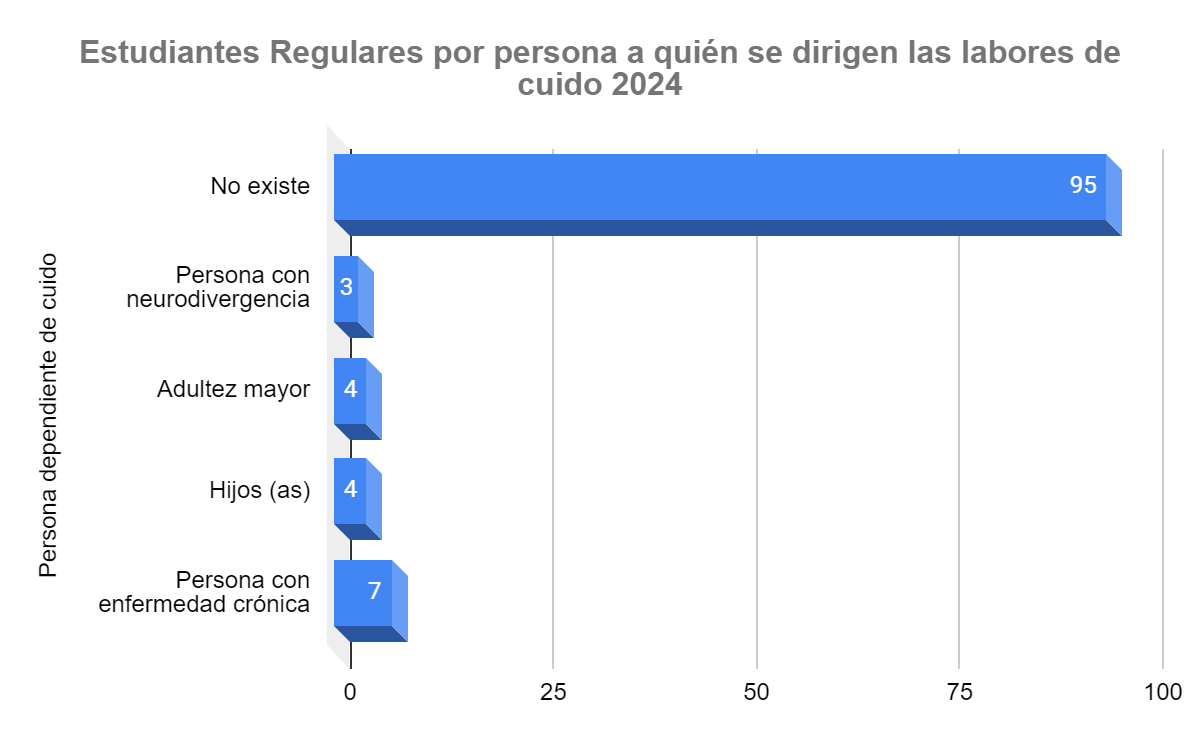 Estudiantes Regulares por persona a quién se dirigen las labores de
cuido 2024
Persona dependiente de cuido
No existe
95
Persona con
neurodivergencia
3
Adultez mayor
4
Hijos (as)
4
Persona con
enfermedad crónica
7
0
25
50
75
100